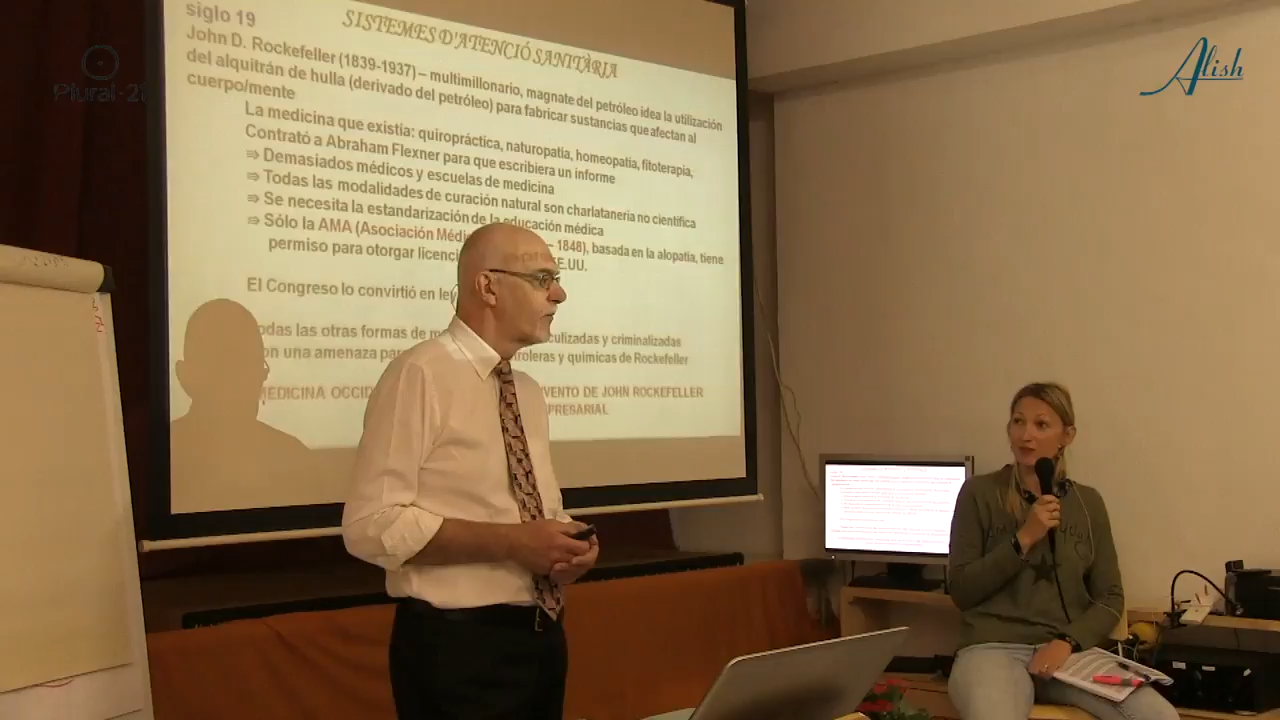 siglo 19
SISTEMES D'ATENCIÓ SANITÀRIA
John D. Rockefeller (1839-1937) – multimillonario, magnate del petróleo idea la utilización
del alquitrán de hulla (derivado del petróleo) para fabricar sustancias que afectan al
cuerpo/mente
La medicina que existía: quiropráctica, naturopatía, homeopatía, fitoterapia,
Contrató a Abraham Flexner para que escribiera un informe
⇒ Demasiados médicos y escuelas de medicina
⇒ Todas las modalidades de curación natural son charlatanería no científica
⇒ Se necesita la estandarización de la educación médica
⇒ Sólo la AMA (Asociación Médi – 1848), basada en la alopatía, tiene
permiso para otorgar licenci EE.UU.
El Congreso lo convirtió en ley
odas las otras formas de culizadas y criminalizadas
on una amenaza par roleras y químicas de Rockefeller
MEDICINA OCCID VENTO DE JOHN ROCKEFELLER
PRESARIAL
Plural-2
Alish